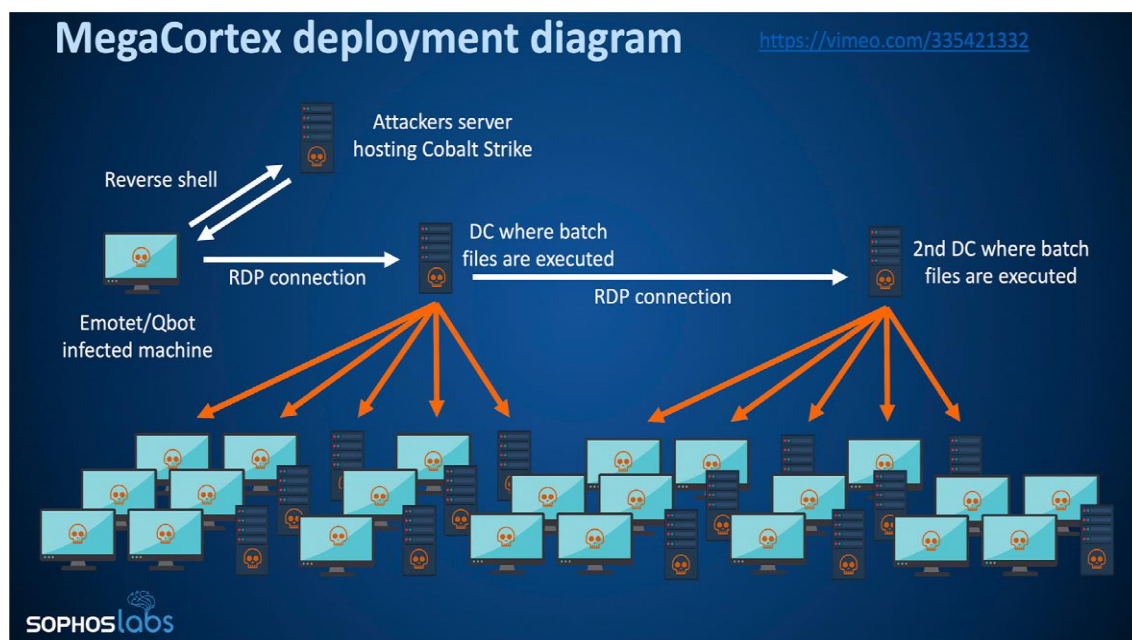 MegaCortex deployment diagram
https://vimeo.com/335421332
Attackers server
hosting Cobalt Strike
Reverse shell
RDP connection
DC where batch
files are executed
RDP connection
2nd DC where batch
files are executed
Emotet/Qbot
infected machine
SOPHOSlabs